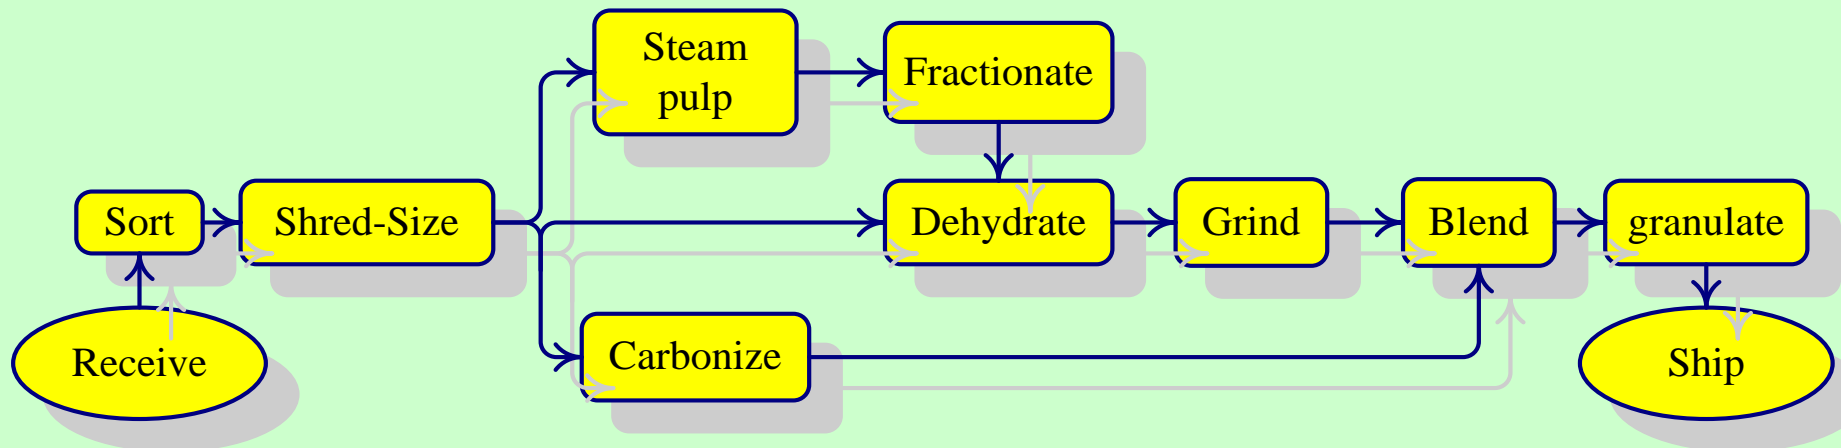 Steam
pulp
Fractionate
Sort
Shred-Size
Dehydrate
Grind
Blend
granulate
Receive
Carbonize
Ship